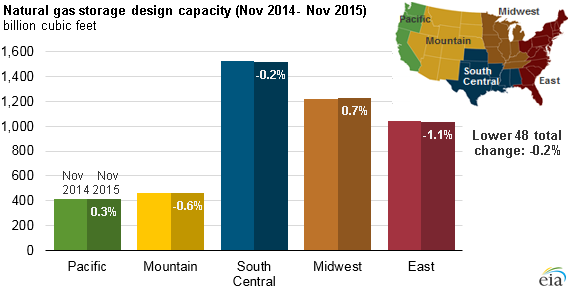 Natural gas storage design capacity (Nov 2014- Nov 2015)
billion cubic feet
1,600
1,400
1,200
1,000
800
600
400
200
0
Nov 2014
Nov 2015
0.3%
-0.6%
-0.2%
0.7%
-1.1%
Pacific
Mountain
South Central
Midwest
East
Midwest
Pacific
Mountain
South
Central
East
Lower 48 total
change: -0.2%
eia